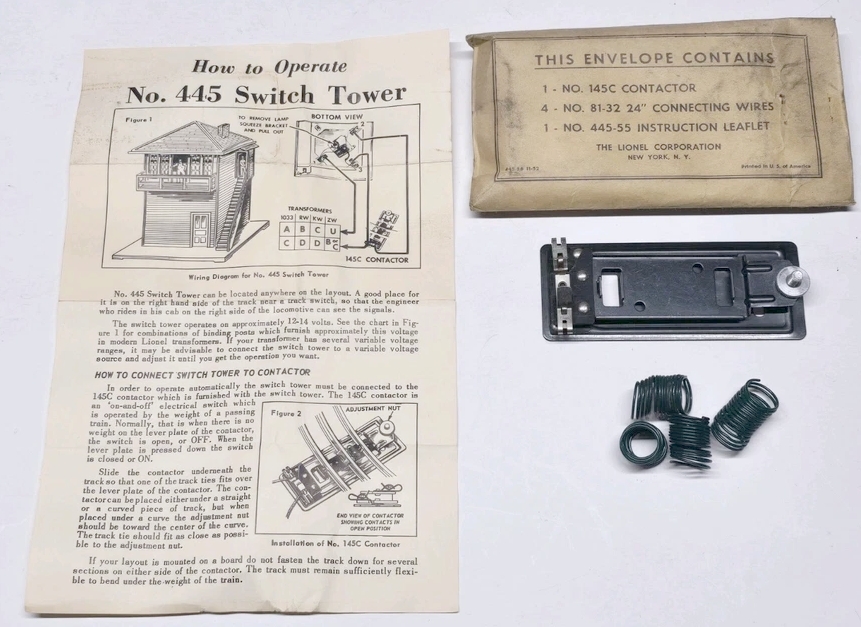 How to Operate
No. 445 Switch Tower
Figure 1
TO REMOVE LAMP
SQUEEZE BRACKET
AND PULL OUT
BOTTOM VIEW
2
TRANSFORMERS
1033 RW KW ZW
A B C U
C D D
145C CONTACTOR
Wiring Diagram for No. 445 Switch Tower
No. 445 Switch Tower can be located anywhere on the layout. A good place for
it is on the right hand side of the track near a track switch, so that the engineer
who rides in his cab on the right side of the locomotive can see the signals.
The switch tower operates on approximately 12-14 volts. See the chart in Fig-
ure 1 for combinations of binding posts which furnish approximately this voltage
in modern Lionel transformers. If your transformer has several variable voltage
ranges, it may be advisable to connect the switch tower to a variable voltage
source and adjust it until you get the operation you want.
HOW TO CONNECT SWITCH TOWER TO CONTACTOR
In order to operate automatically the switch tower must be connected to the
145C contactor which is furnished with the switch tower. The 145C contactor is
an "on-and-off" electrical switch which
is operated by the weight of a passing
train. Normally, that is when there is no
weight on the lever plate of the contactor,
the switch is open, or OFF. When the
lever plate is pressed down the switch
is closed or ON.
Slide the contactor underneath the
track so that one of the track ties fits over
the lever plate of the contactor. The con-
tactor can be placed either under a straight
or a curved piece of track, but when
placed under a curve the adjustment nut
should be toward the center of the curve.
The track tie should fit as close as possi-
ble to the adjustment nut.
Figure 2
ADJUSTMENT NUT
END VIEW OF CONTACTOR
SHOWING CONTACTS IN
OPEN POSITION
Installation of No. 145C Contactor
If your layout is mounted on a board do not fasten the track down for several
sections on either side of the contactor. The track must remain sufficiently flexi-
ble to bend under the weight of the train.
THIS ENVELOPE CONTAINS
1 - NO. 145C CONTACTOR
4 - NO. 81-32 24" CONNECTING WIRES
1 - NO. 445-55 INSTRUCTION LEAFLET
THE LIONEL CORPORATION
NEW YORK, N. Y.
Printed in U. S. of America